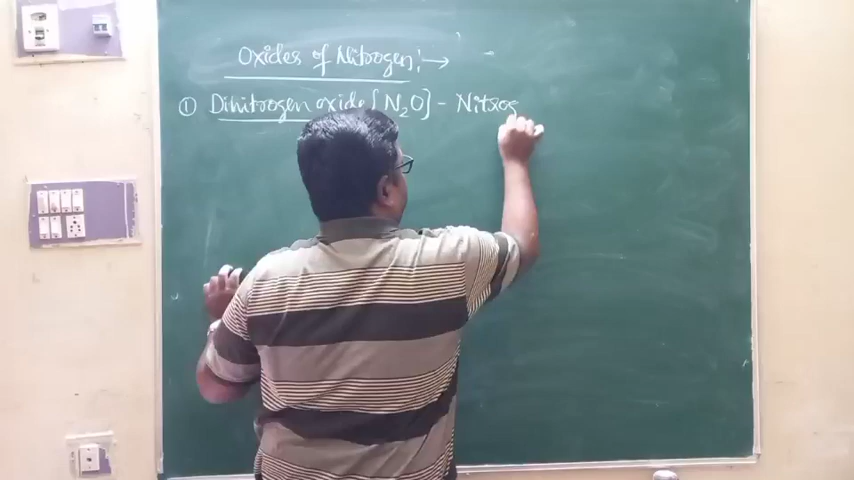 Oxides of Nitrogen:→
① Dinitrogen oxide [N₂O] - Nitros